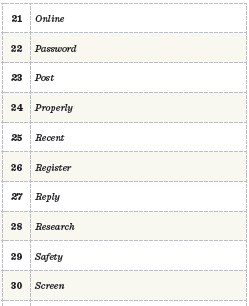 21 Online
22 Password
23 Post
24 Properly
25 Recent
26 Register
27 Reply
28 Research
29 Safety
30 Screen